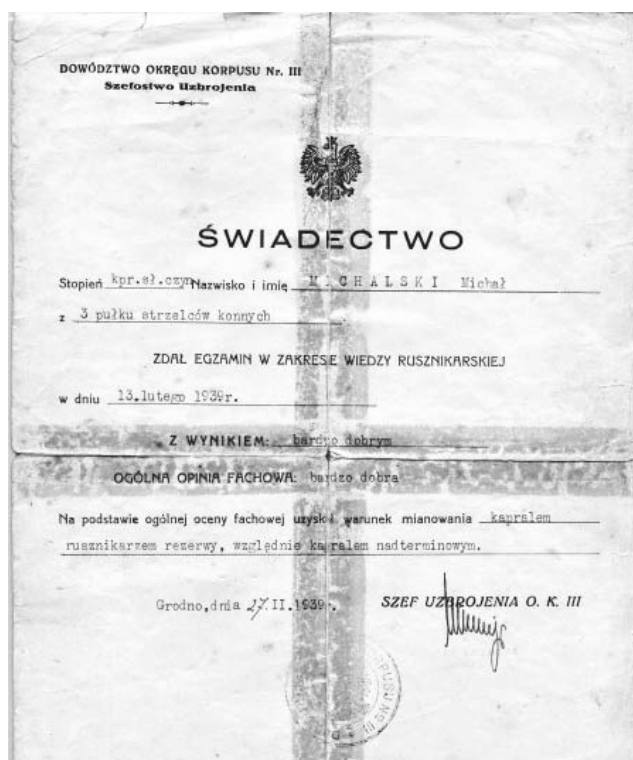 DOWÓDZTWO OKRĘGU KORPUSU Nr. III
Szefostwo Uzbrojenia
ŚWIADECTWO
Stopień kpr.sł.czyn Nazwisko i imię MICHALSKI Michał
z 3 pułku strzelców konnych
ZDAŁ EGZAMIN W ZAKRESIE WIEDZY RUSZNIKARSKIEJ
w dniu 13.lutego 1939r.
Z WYNIKIEM: bardzo dobrym
OGÓLNA OPINIA FACHOWA: bardzo dobra
Na podstawie ogólnej oceny fachowej uzyskał warunek mianowania kapralem
rusznikarzem rezerwy, względnie kapralem nadterminowym.
Grodno, dnia 27.II.1939r. SZEF UZBROJENIA O. K. III